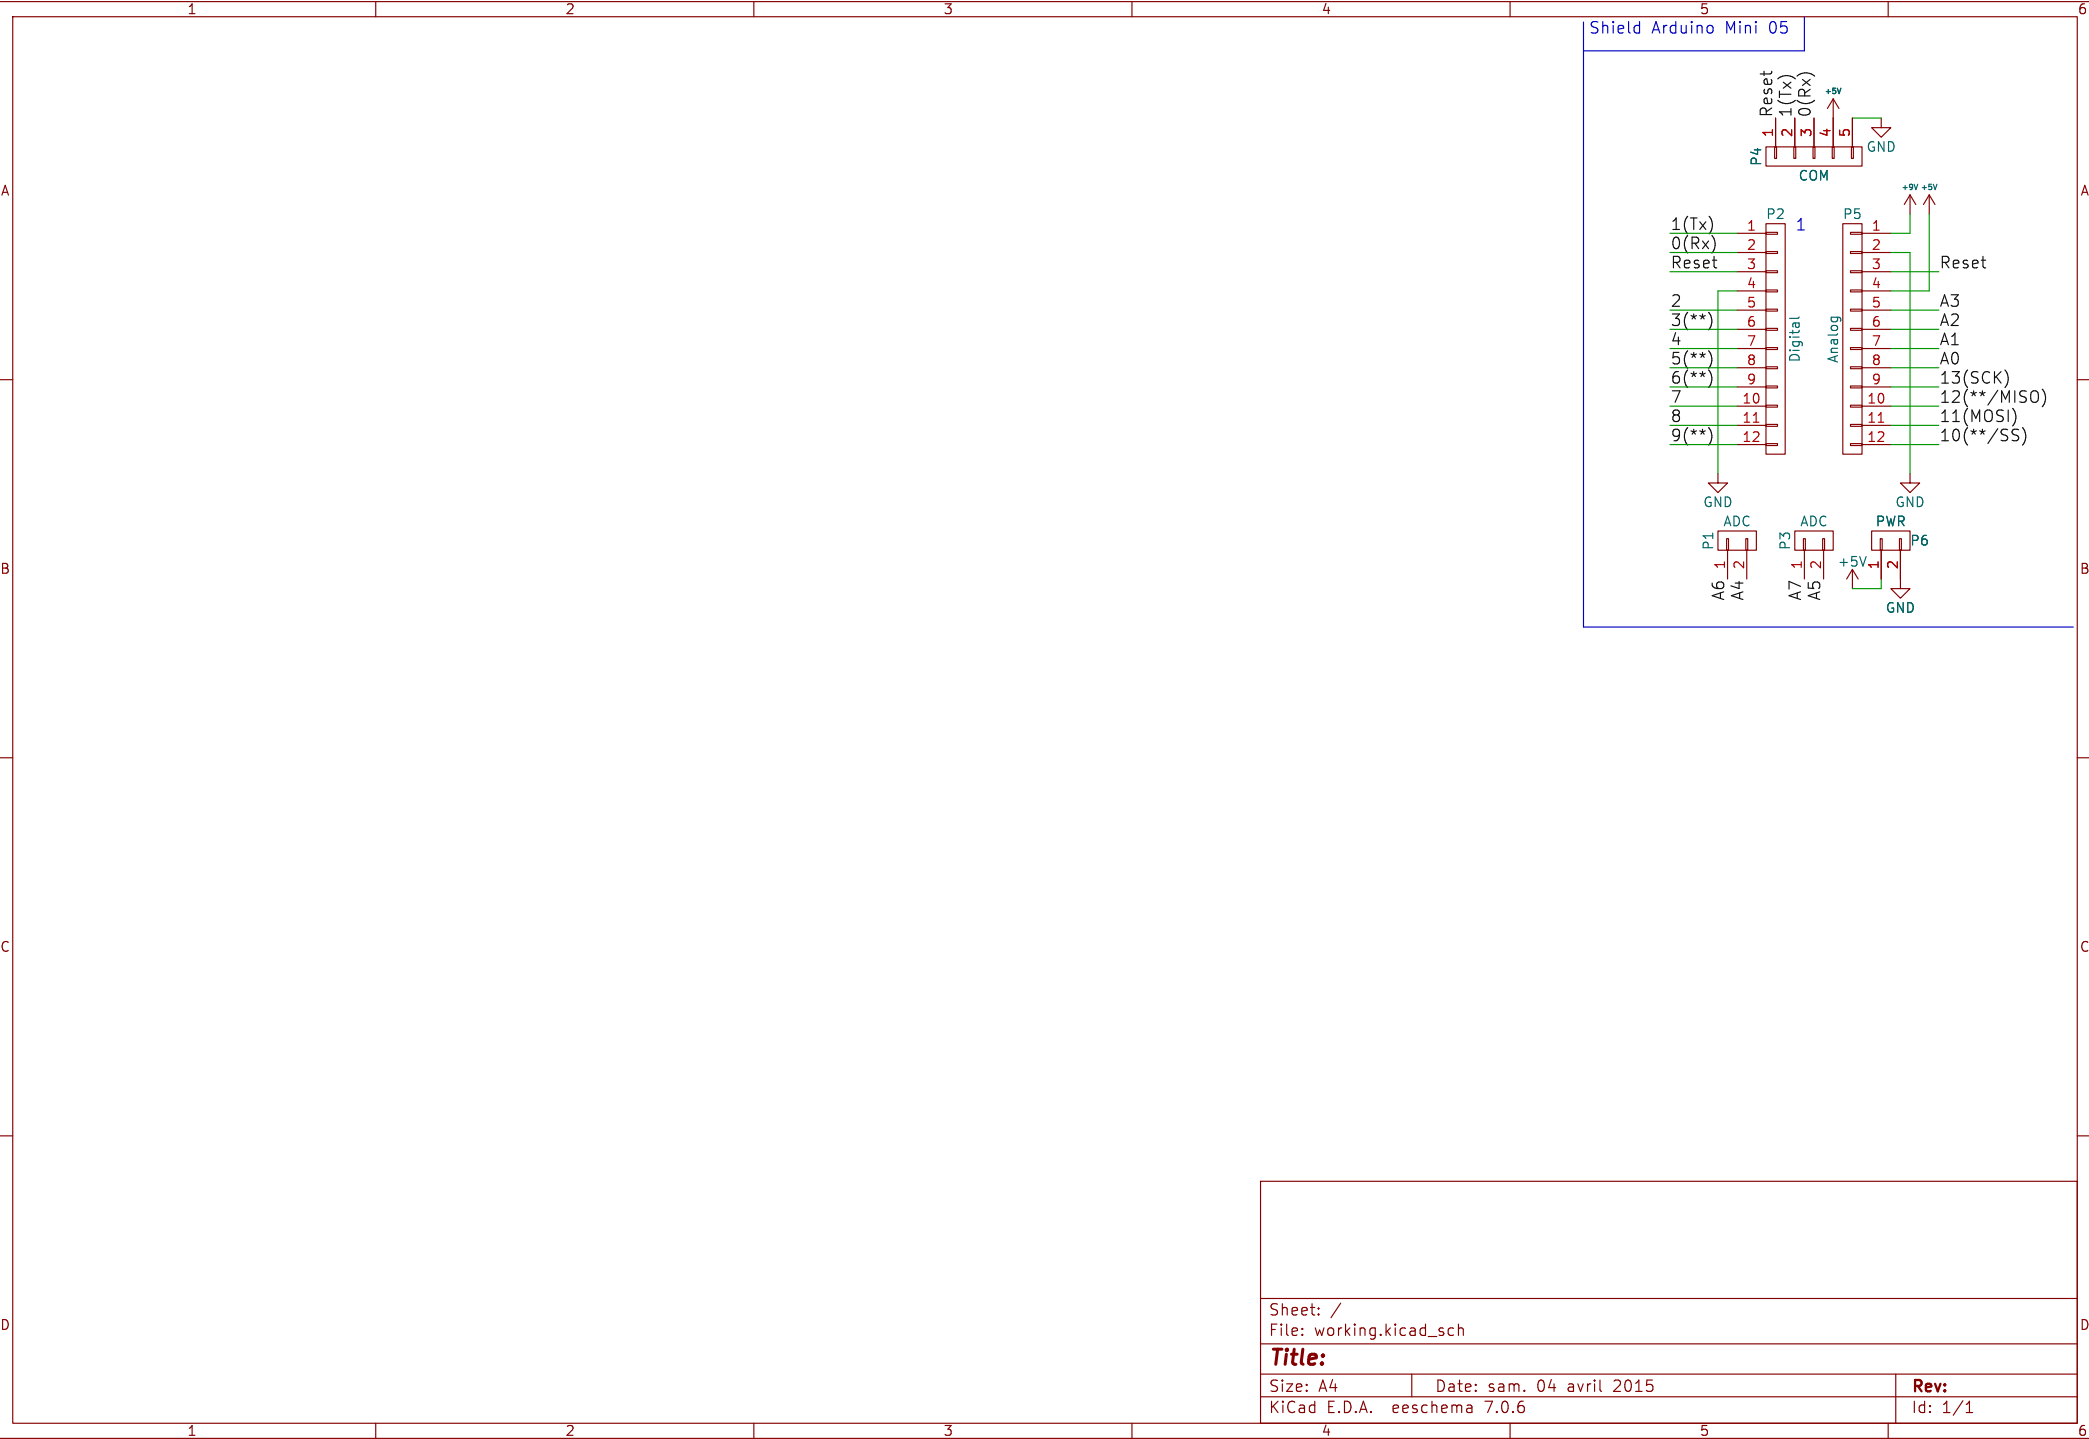 1 2 3 4 5 6
Shield Arduino Mini 05
Reset
1(Tx)
0(Rx)
+5V
1 2 3 4 5
GND
P4
COM
A A
+9V +5V
P2 1 P5
1(Tx) 1 1
0(Rx) 2 2
Reset 3 3 Reset
4 4
2 5 5 A3
3(**) 6 6 A2
4 7 7 A1
5(**) 8 8 A0
6(**) 9 9 13(SCK)
7 10 10 12(**/MISO)
8 11 11 11(MOSI)
9(**) 12 12 10(**/SS)
Digital
Analog
GND GND
ADC ADC PWR
P1 P3 P6
+5V
1 2 1 2 1 2
A6 A4 A7 A5
GND
B B
C C
Sheet: /
File: working.kicad_sch
D D
Title:
Size: A4 Date: sam. 04 avril 2015 Rev:
KiCad E.D.A. eeschema 7.0.6 Id: 1/1
1 2 3 4 5 6